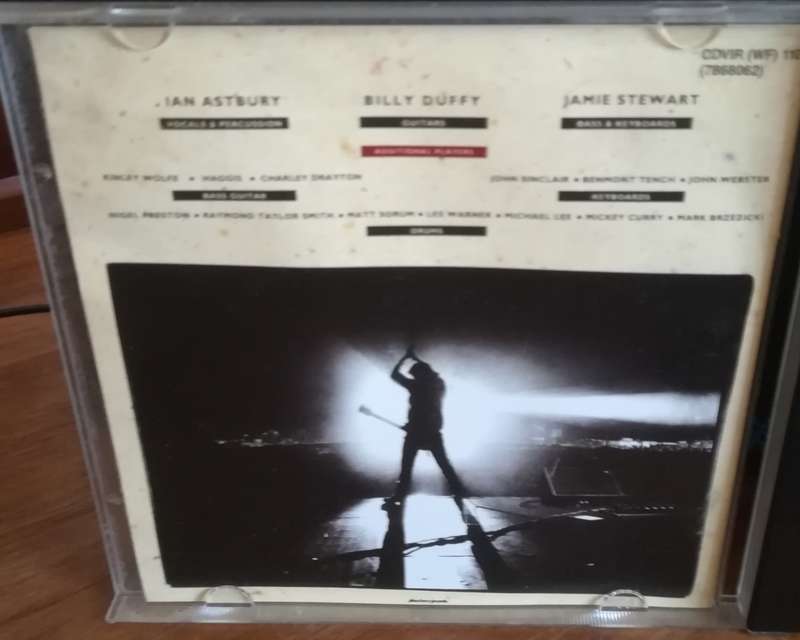 CDVIR (WF) 110
(7868062)
IAN ASTBURY BILLY DUFFY JAMIE STEWART
VOCALS & PERCUSSION GUITARS BASS & KEYBOARDS
ADDITIONAL PLAYERS
KINLEY WOLFE • HAGGIS • CHARLEY DRAYTON JOHN SINCLAIR • BENMONT TENCH • JOHN WEBSTER
BASS GUITAR KEYBOARDS
NIGEL PRESTON • RAYMOND TAYLOR SMITH • MATT SORUM • LES WARNER • MICHAEL LEE • MICKEY CURRY • MARK BRZEZICKI
DRUMS